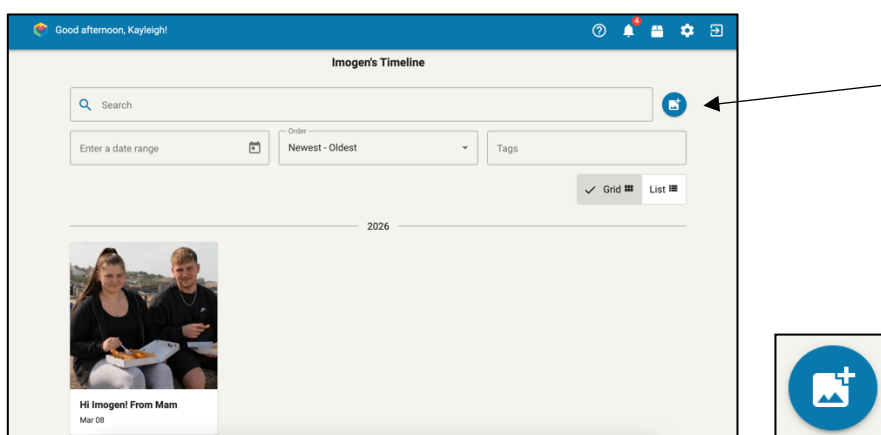 Good afternoon, Kayleigh!
4
Imogen's Timeline
Search
Enter a date range
Order
Newest - Oldest
Tags
Grid
List
2026
Hi Imogen! From Mam
Mar 08